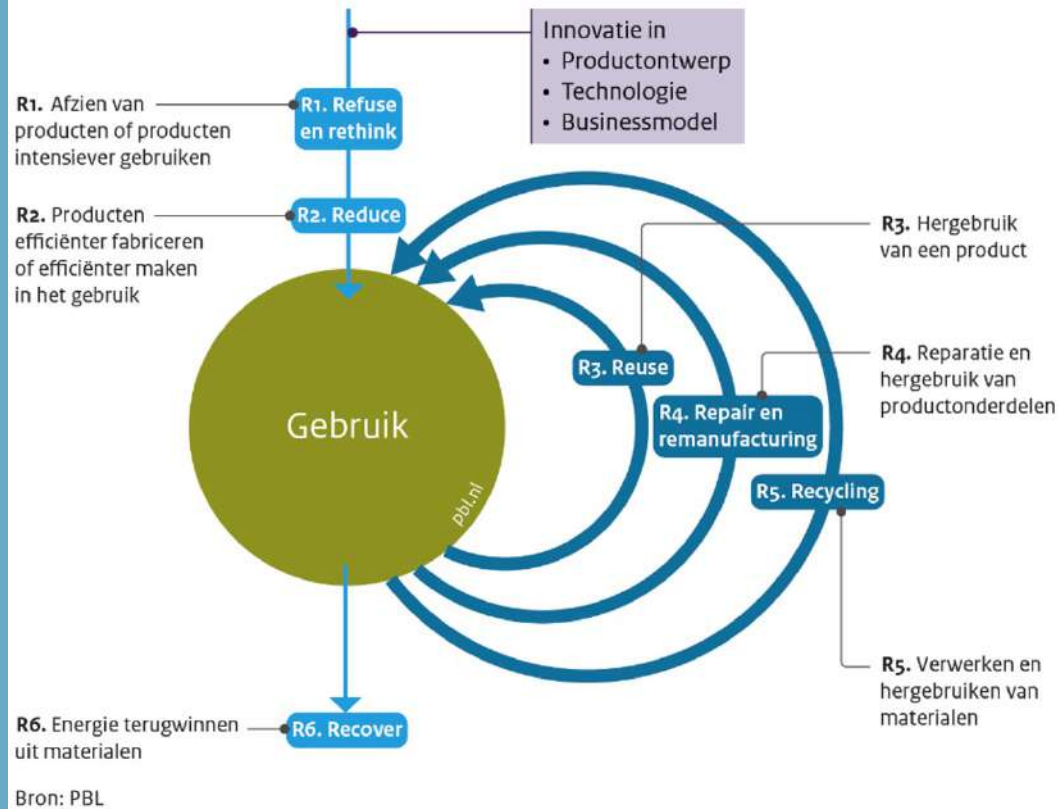 Innovatie in
• Productontwerp
• Technologie
• Businessmodel
R1. Afzien van
producten of producten
intensiever gebruiken
R1. Refuse
en rethink
R2. Producten
efficiënter fabriceren
of efficiënter maken
in het gebruik
R2. Reduce
R3. Hergebruik
van een product
R3. Reuse
R4. Reparatie en
hergebruik van
productonderdelen
R4. Repair en
remanufacturing
Gebruik
pbl.nl
R5. Recycling
R5. Verwerken en
hergebruiken van
materialen
R6. Energie terugwinnen
uit materialen
R6. Recover
Bron: PBL